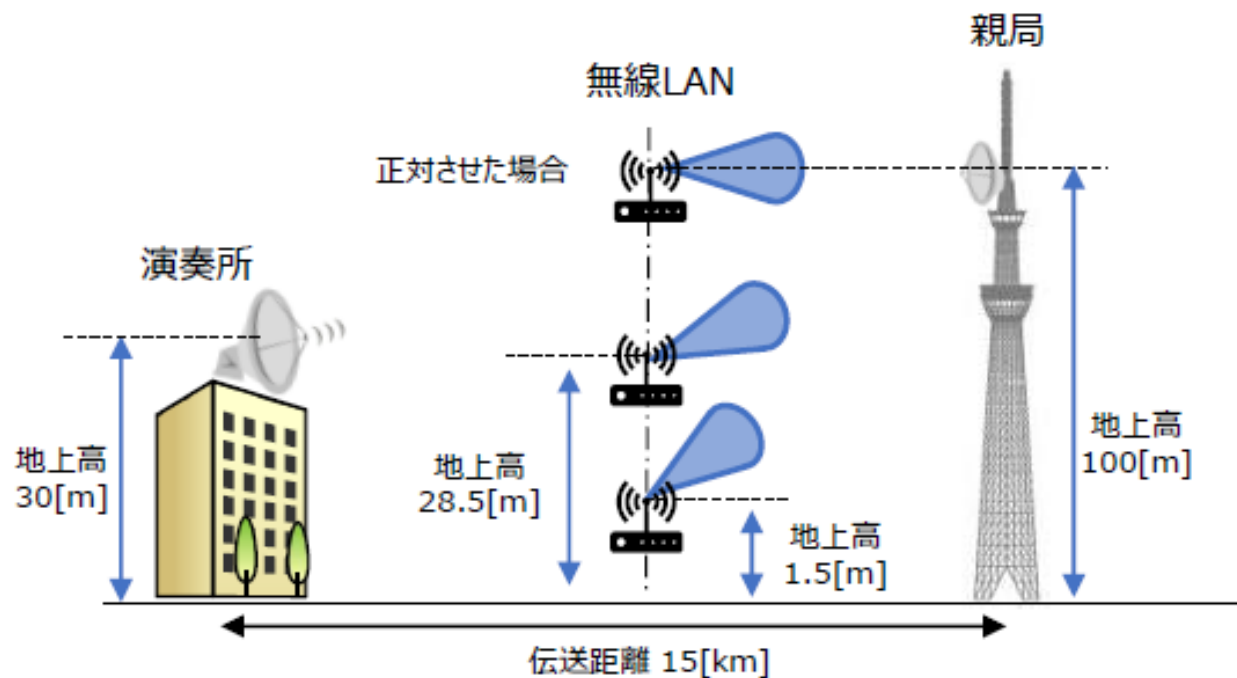 親局
無線LAN
正対させた場合
演奏所
地上高
30[m]
地上高
28.5[m]
地上高
1.5[m]
地上高
100[m]
伝送距離 15[km]